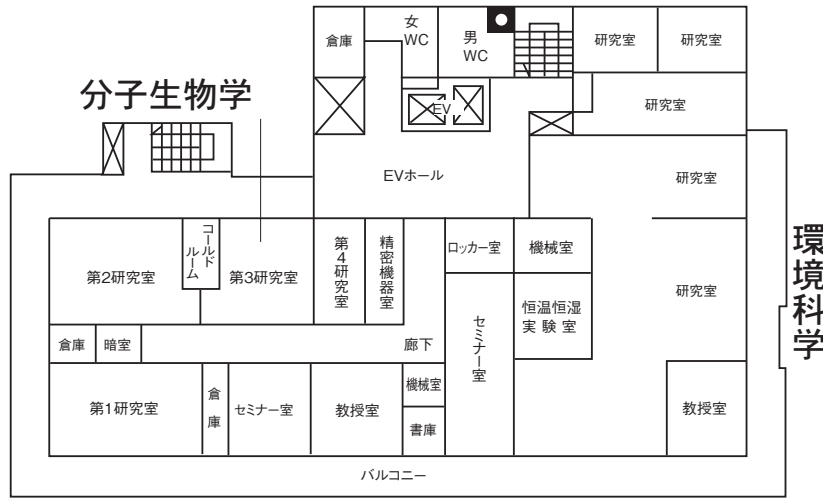 倉庫
女
WC
男
WC
研究室
研究室
分子生物学
EV
研究室
EVホール
研究室
コールド
ルーム
第2研究室
第3研究室
第4研究室
精密機器室
ロッカー室
機械室
環境科学
研究室
恒温恒湿
実験室
セミナー室
倉庫
暗室
廊下
第1研究室
倉庫
セミナー室
教授室
機械室
書庫
教授室
バルコニー